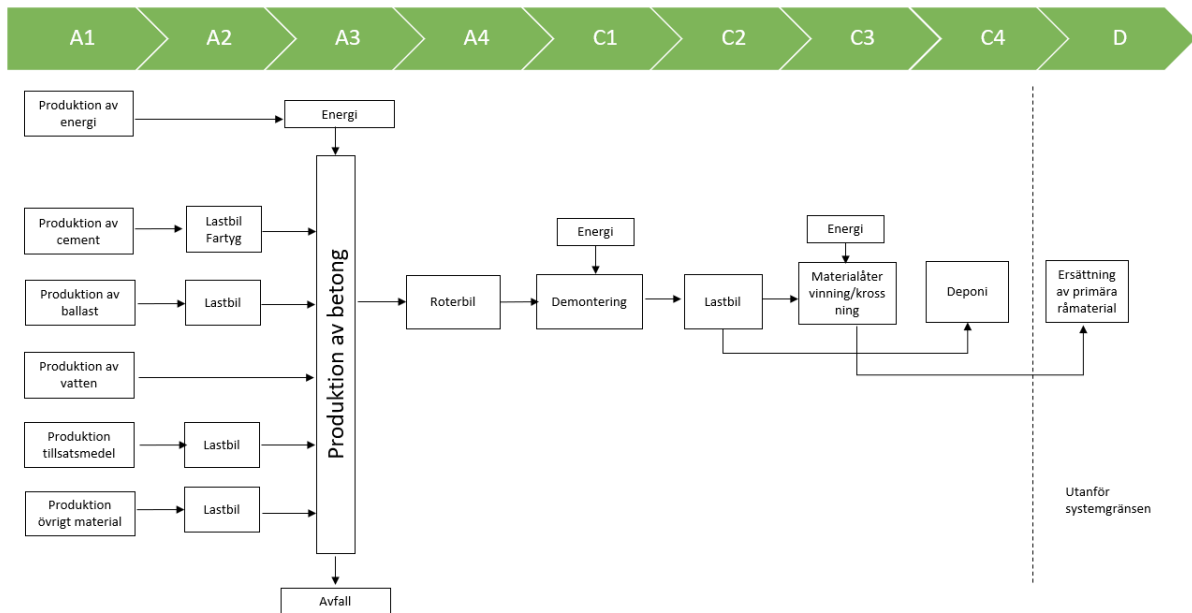 A1
A2
A3
A4
C1
C2
C3
C4
D
Produktion av
energi
Energi
Produktion av
cement
Lastbil
Fartyg
Produktion av
ballast
Lastbil
Produktion av
vatten
Produktion
tillsatsmedel
Lastbil
Produktion
övrigt material
Lastbil
Produktion av betong
Avfall
Roterbil
Energi
Demontering
Lastbil
Energi
Materialåter
vinning/kross
ning
Deponi
Ersättning
av primära
råmaterial
Utanför
systemgränsen